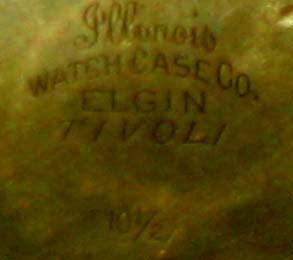 Illinois
WATCH CASE CO.
ELGIN
TIVOLI
10½